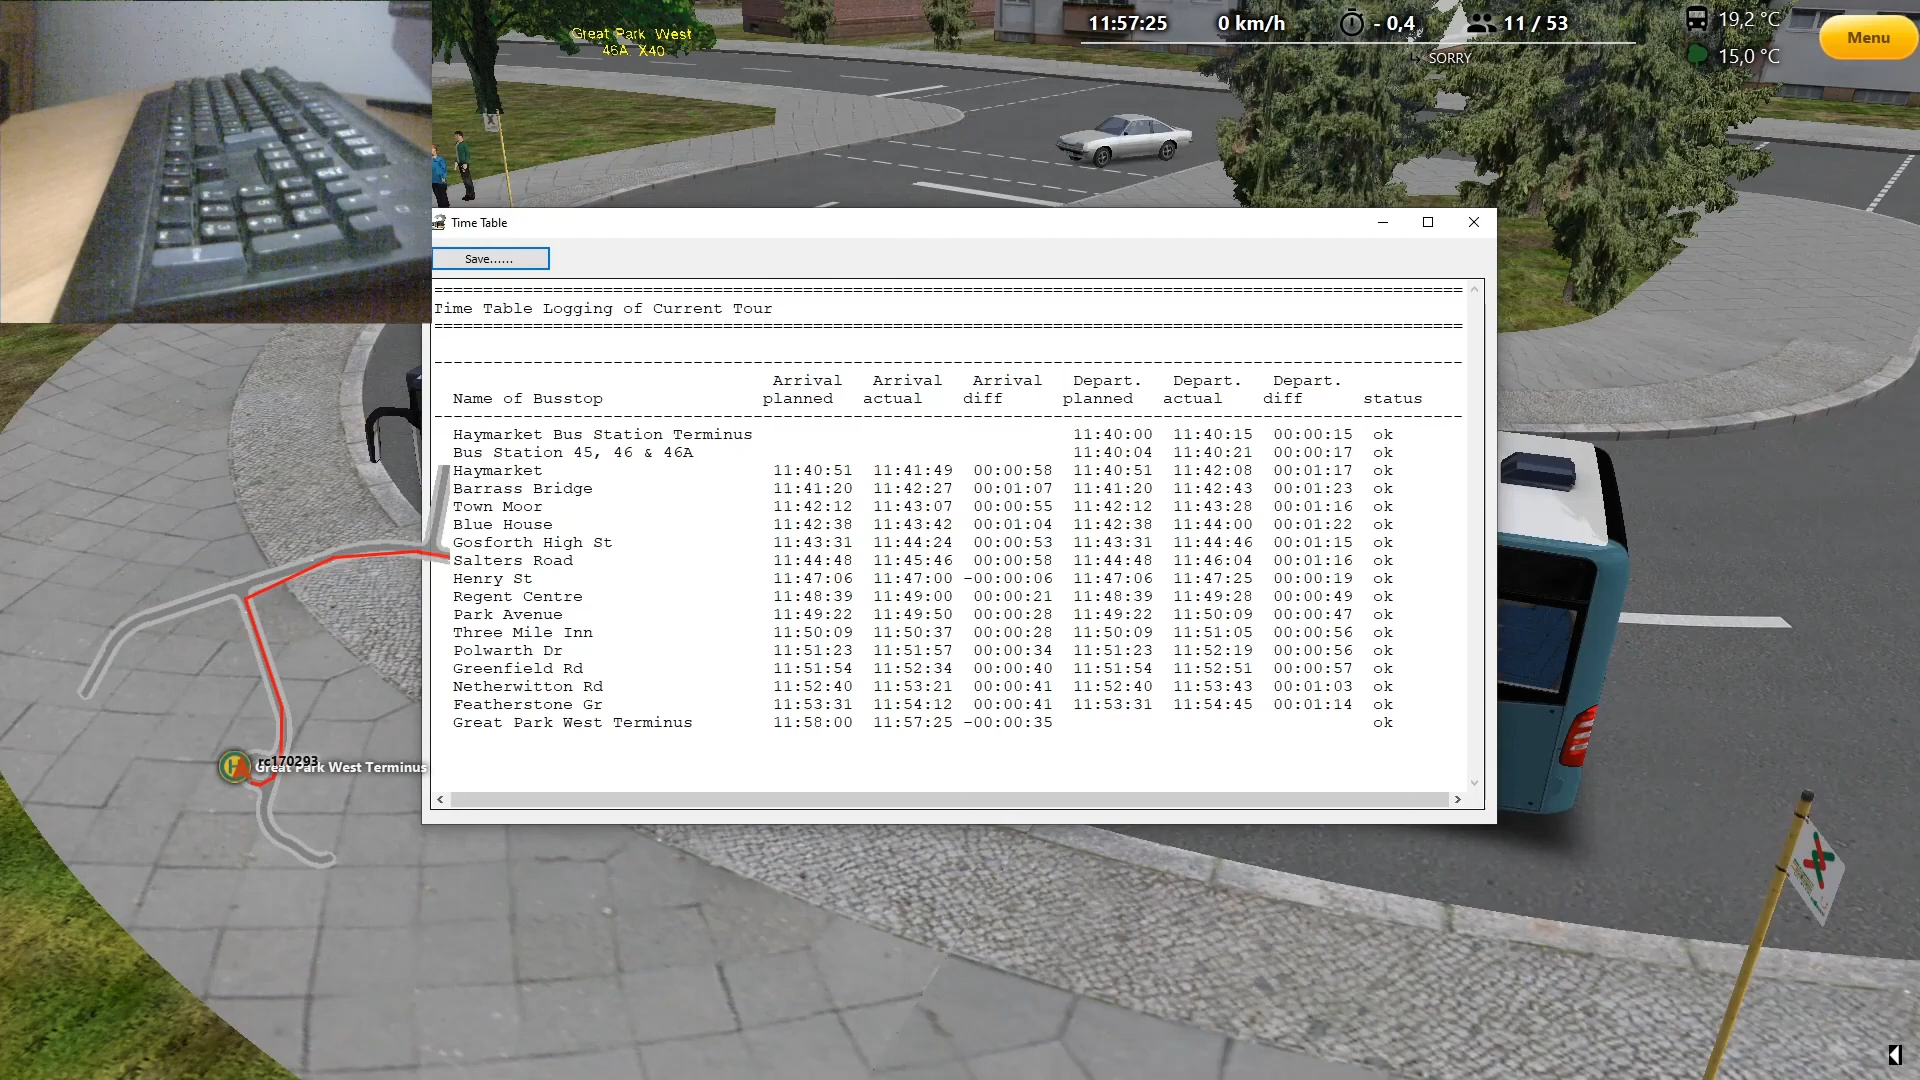 Great Park West
46A X40
11:57:25 0 km/h - 0,4 11 / 53
SORRY
19,2 °C
15,0 °C
Menu
Time Table
Save......
Time Table Logging of Current Tour
Arrival Arrival Arrival Depart. Depart. Depart.
Name of Busstop planned actual diff planned actual diff status
Haymarket Bus Station Terminus 11:40:00 11:40:15 00:00:15 ok
Bus Station 45, 46 & 46A 11:40:04 11:40:21 00:00:17 ok
Haymarket 11:40:51 11:41:49 00:00:58 11:40:51 11:42:08 00:01:17 ok
Barrass Bridge 11:41:20 11:42:27 00:01:07 11:41:20 11:42:43 00:01:23 ok
Town Moor 11:42:12 11:43:07 00:00:55 11:42:12 11:43:28 00:01:16 ok
Blue House 11:42:38 11:43:42 00:01:04 11:42:38 11:44:00 00:01:22 ok
Gosforth High St 11:43:31 11:44:24 00:00:53 11:43:31 11:44:46 00:01:15 ok
Salters Road 11:44:48 11:45:46 00:00:58 11:44:48 11:46:04 00:01:16 ok
Henry St 11:47:06 11:47:00 -00:00:06 11:47:06 11:47:25 00:00:19 ok
Regent Centre 11:48:39 11:49:00 00:00:21 11:48:39 11:49:28 00:00:49 ok
Park Avenue 11:49:22 11:49:50 00:00:28 11:49:22 11:50:09 00:00:47 ok
Three Mile Inn 11:50:09 11:50:37 00:00:28 11:50:09 11:51:05 00:00:56 ok
Polwarth Dr 11:51:23 11:51:57 00:00:34 11:51:23 11:52:19 00:00:56 ok
Greenfield Rd 11:51:54 11:52:34 00:00:40 11:51:54 11:52:51 00:00:57 ok
Netherwitton Rd 11:52:40 11:53:21 00:00:41 11:52:40 11:53:43 00:01:03 ok
Featherstone Gr 11:53:31 11:54:12 00:00:41 11:53:31 11:54:45 00:01:14 ok
Great Park West Terminus 11:58:00 11:57:25 -00:00:35 ok
rc170293
Great Park West Terminus